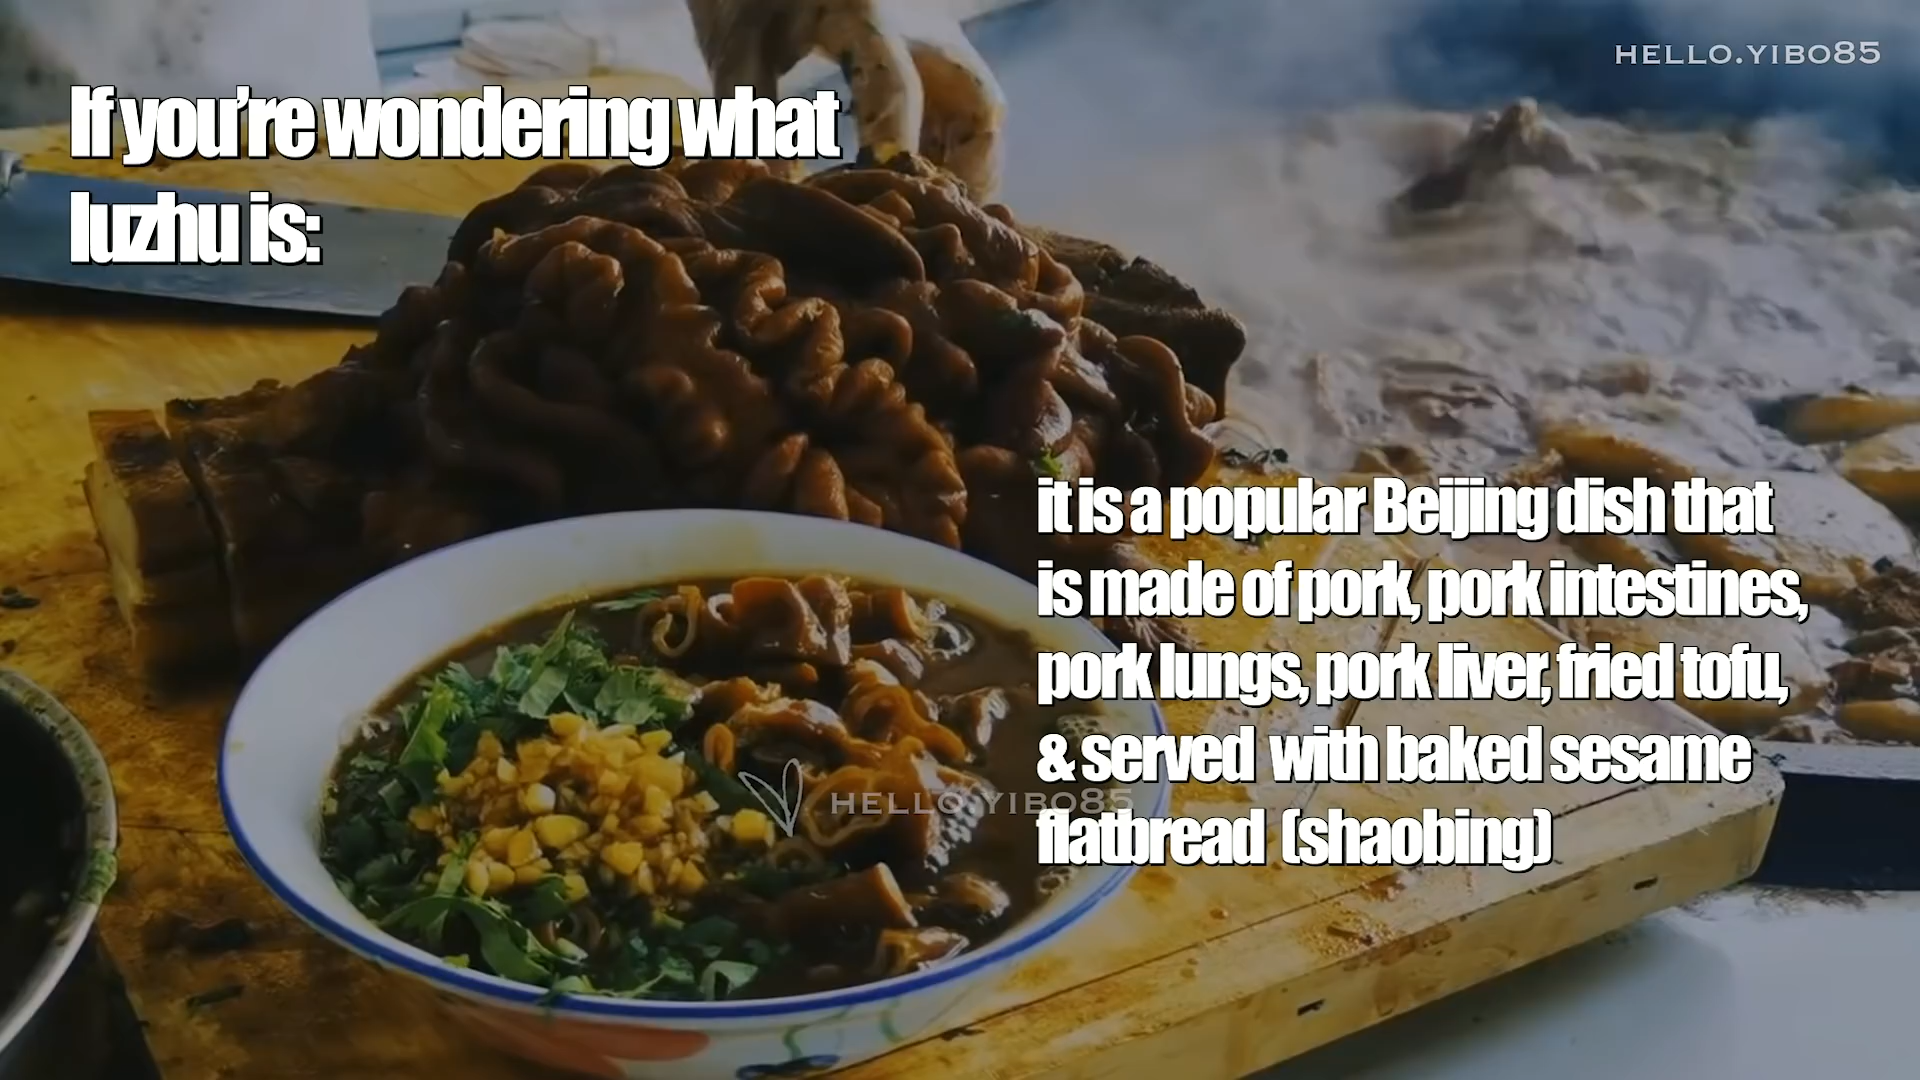 HELLO.YIBO85
If you're wondering what
luzhu is:
it is a popular Beijing dish that
is made of pork, pork intestines,
pork lungs, pork liver, fried tofu,
& served with baked sesame
flatbread (shaobing)
HELLO.YIBO85